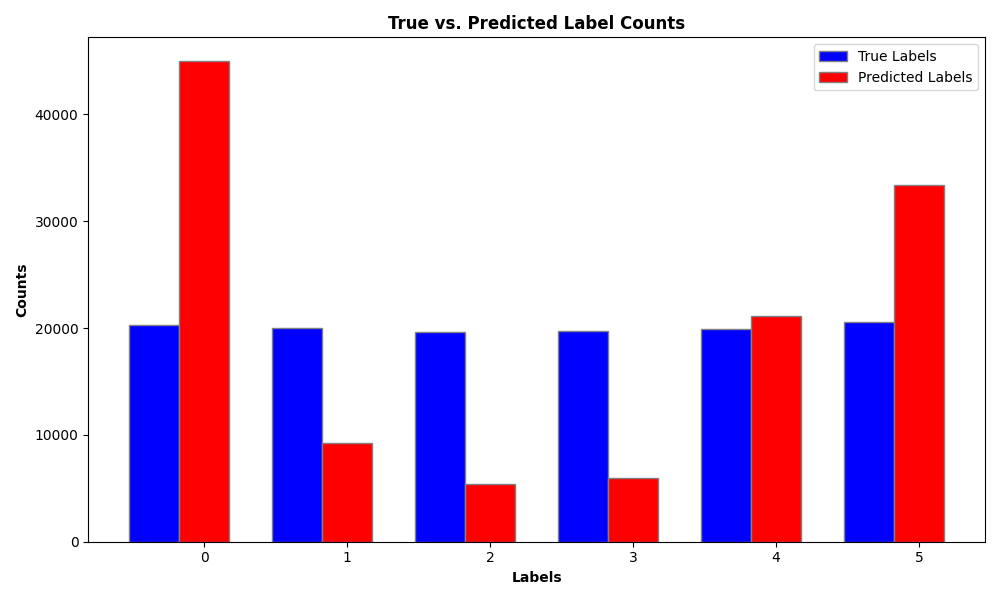 True vs. Predicted Label Counts
True Labels
Predicted Labels
Counts
40000
30000
20000
10000
0
0 1 2 3 4 5
Labels